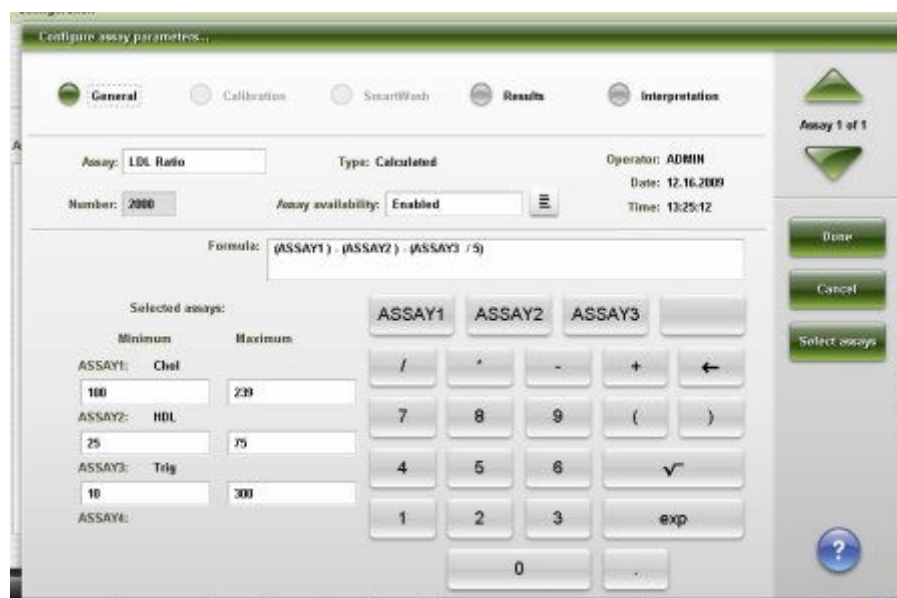 Configure assay parameters...
General Calibration SmartWash Results Interpretation
Assay 1 of 1
Assay: LDL Ratio Type: Calculated Operator: ADMIN
Date: 12.16.2009
Number: 2000 Assay availability: Enabled Time: 13:25:12
Done
Formula: (ASSAY1 ) - (ASSAY2 ) - (ASSAY3 / 5)
Cancel
Selected assays: ASSAY1 ASSAY2 ASSAY3
Minimum Maximum Select assays
ASSAY1: Chol / * - + ←
100 239
ASSAY2: HDL 7 8 9 ( )
25 75
ASSAY3: Trig 4 5 6 √
10 300
ASSAY4: 1 2 3 exp
?
0 .